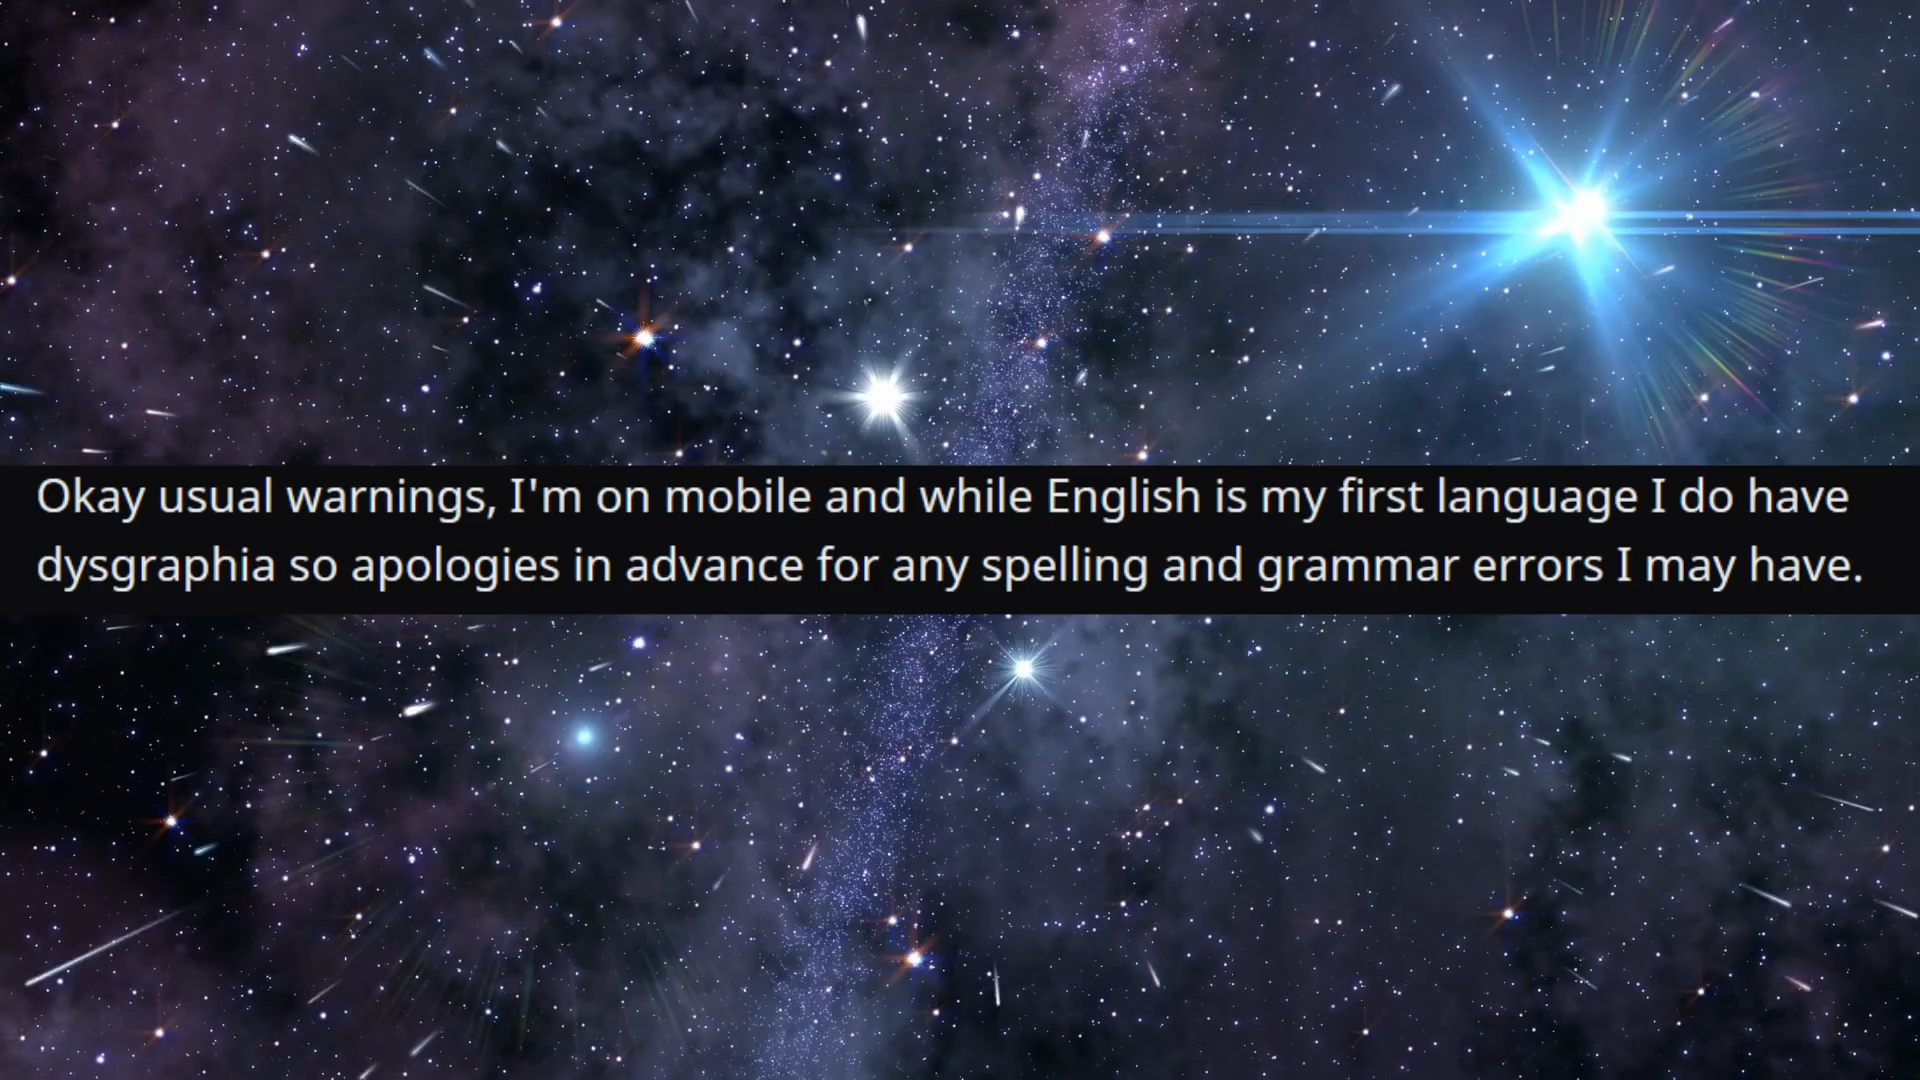 Okay usual warnings, I'm on mobile and while English is my first language I do have
dysgraphia so apologies in advance for any spelling and grammar errors I may have.